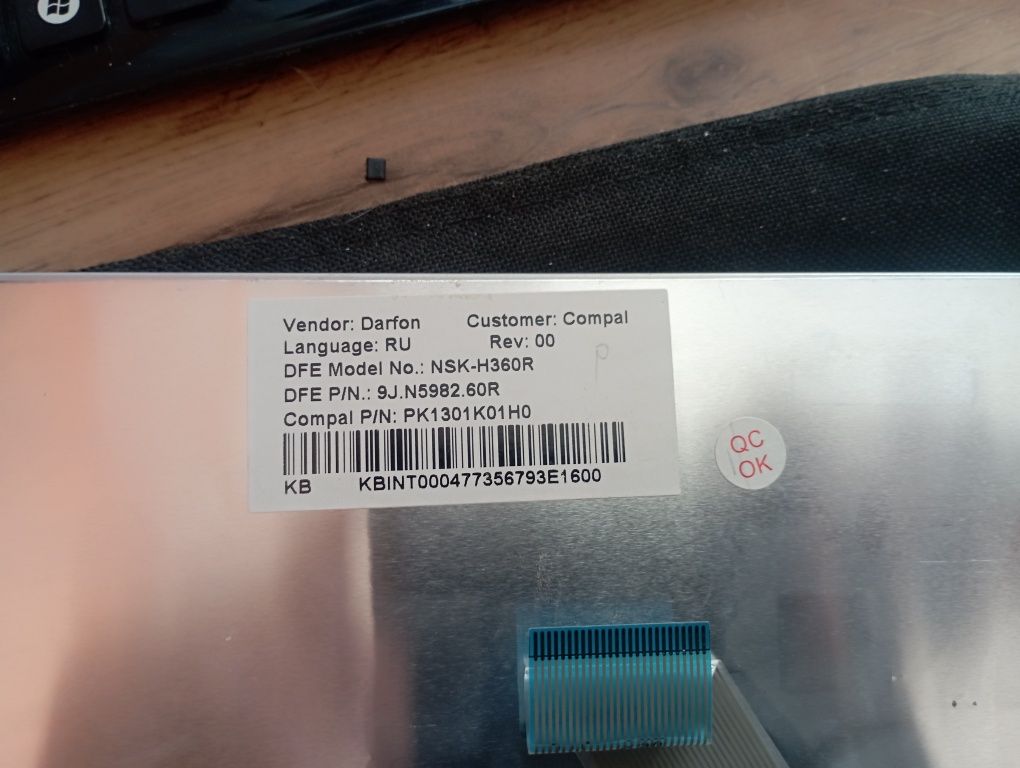 Vendor: Darfon Customer: Compal
Language: RU Rev: 00
DFE Model No.: NSK-H360R
DFE P/N.: 9J.N5982.60R
Compal P/N: PK1301K01H0
KB KBINT000477356793E1600
P
QC
OK